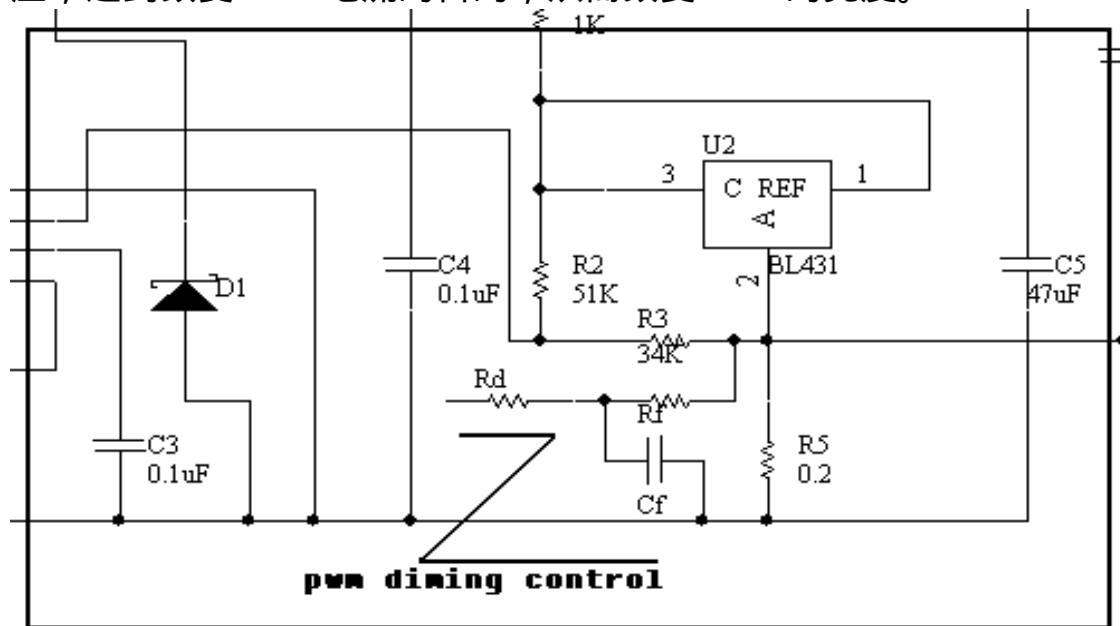 1K
U2
3
C REF
1
A
BL431
2
C4
0.1uF
R2
51K
C5
47uF
D1
R3
34K
Rd
Rf
C3
0.1uF
R5
0.2
Cf
pwm diming control